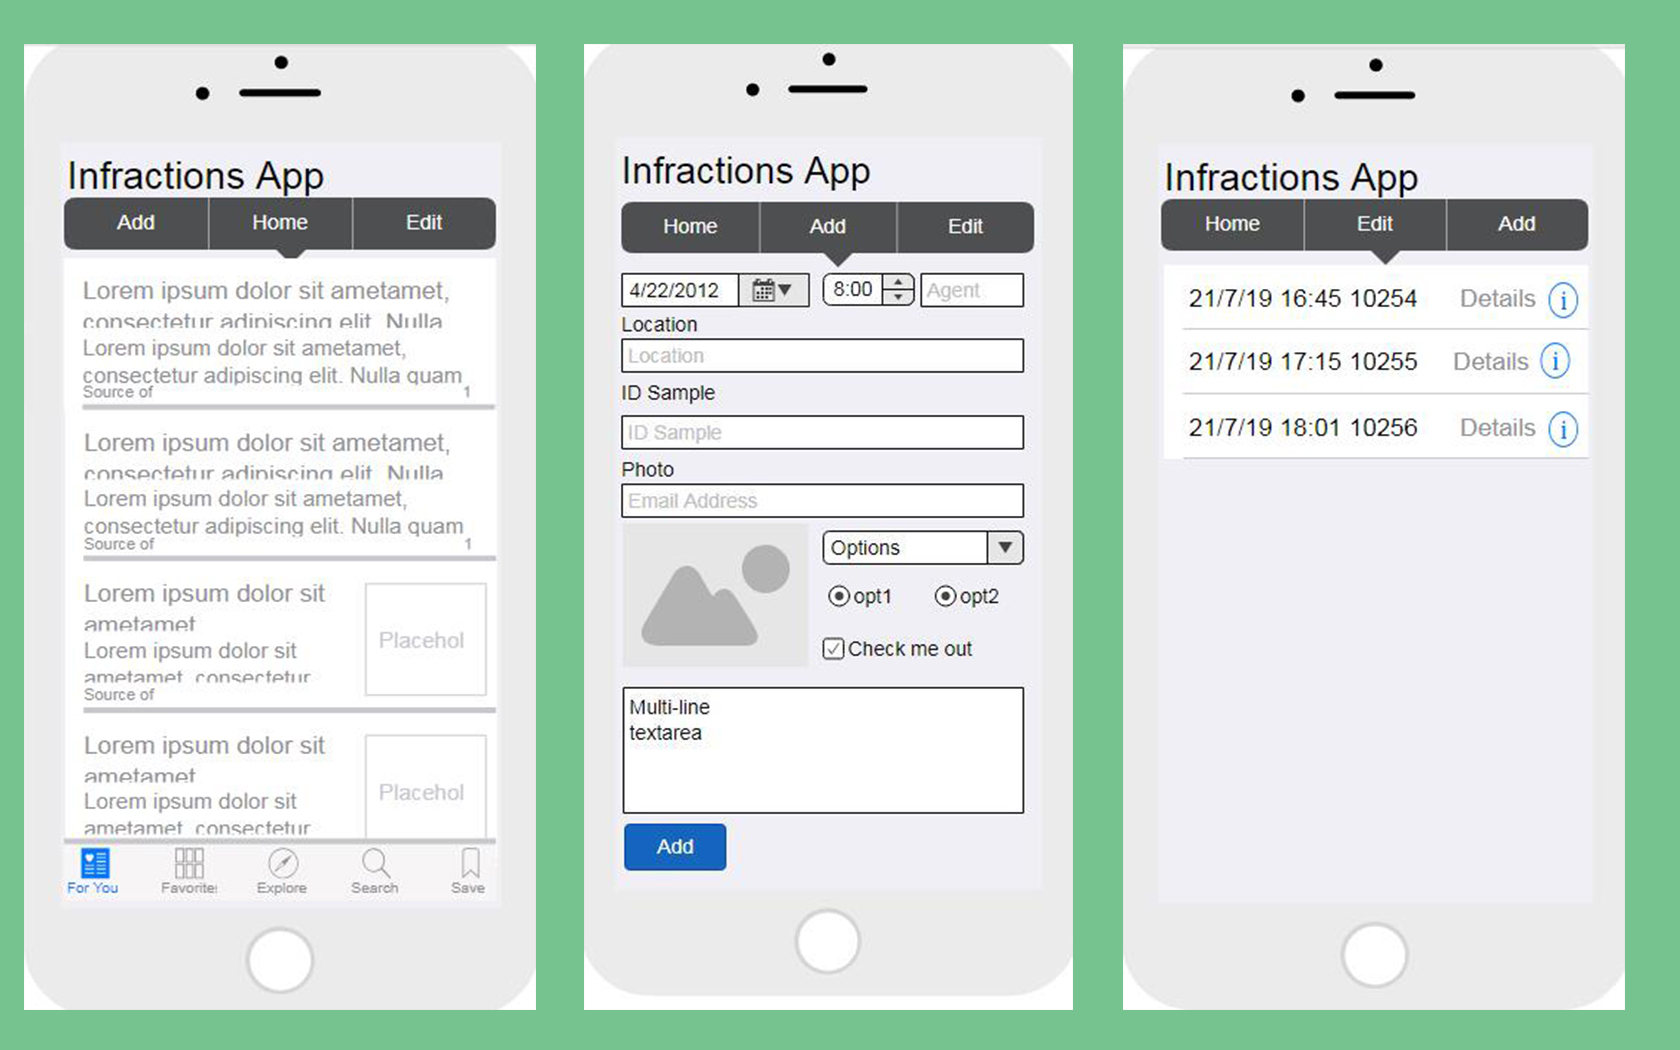 Infractions App
Add Home Edit
Lorem ipsum dolor sit ametamet,
consectetur adipiscing elit. Nulla
Lorem ipsum dolor sit ametamet,
consectetur adipiscing elit. Nulla quam
Source of 1
Lorem ipsum dolor sit ametamet,
consectetur adipiscing elit. Nulla
Lorem ipsum dolor sit ametamet,
consectetur adipiscing elit. Nulla quam
Source of 1
Lorem ipsum dolor sit
ametamet
Lorem ipsum dolor sit
ametamet, consectetur
Source of
Placehol
Lorem ipsum dolor sit
ametamet
Lorem ipsum dolor sit
ametamet, consectetur
Placehol
For You Favorite Explore Search Save
Infractions App
Home Add Edit
4/22/2012 8:00 Agent
Location
Location
ID Sample
ID Sample
Photo
Email Address
Options
opt1 opt2
Check me out
Multi-line
textarea
Add
Infractions App
Home Edit Add
21/7/19 16:45 10254 Details i
21/7/19 17:15 10255 Details i
21/7/19 18:01 10256 Details i